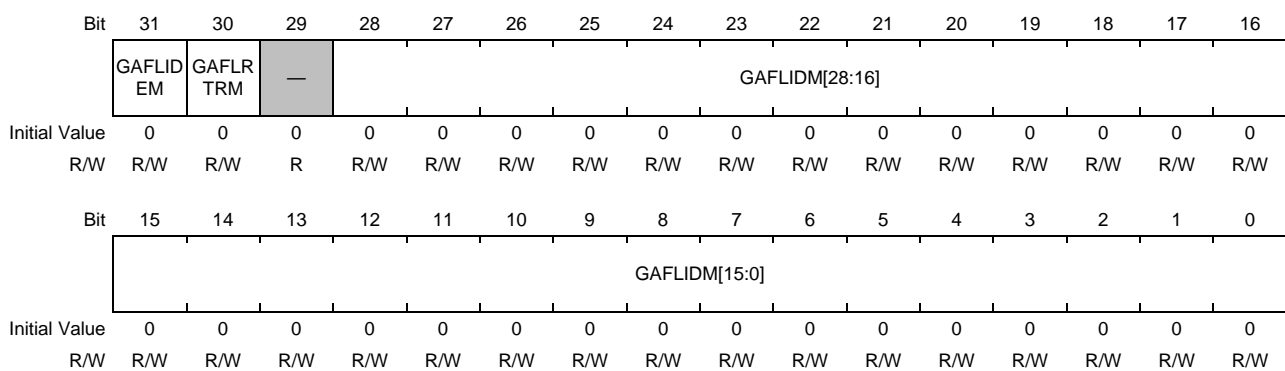 Bit 31 30 29 28 27 26 25 24 23 22 21 20 19 18 17 16
GAFLID GAFLR — GAFLIDM[28:16]
EM TRM
Initial Value 0 0 0 0 0 0 0 0 0 0 0 0 0 0 0 0
R/W R/W R/W R R/W R/W R/W R/W R/W R/W R/W R/W R/W R/W R/W R/W R/W
Bit 15 14 13 12 11 10 9 8 7 6 5 4 3 2 1 0
GAFLIDM[15:0]
Initial Value 0 0 0 0 0 0 0 0 0 0 0 0 0 0 0 0
R/W R/W R/W R/W R/W R/W R/W R/W R/W R/W R/W R/W R/W R/W R/W R/W R/W